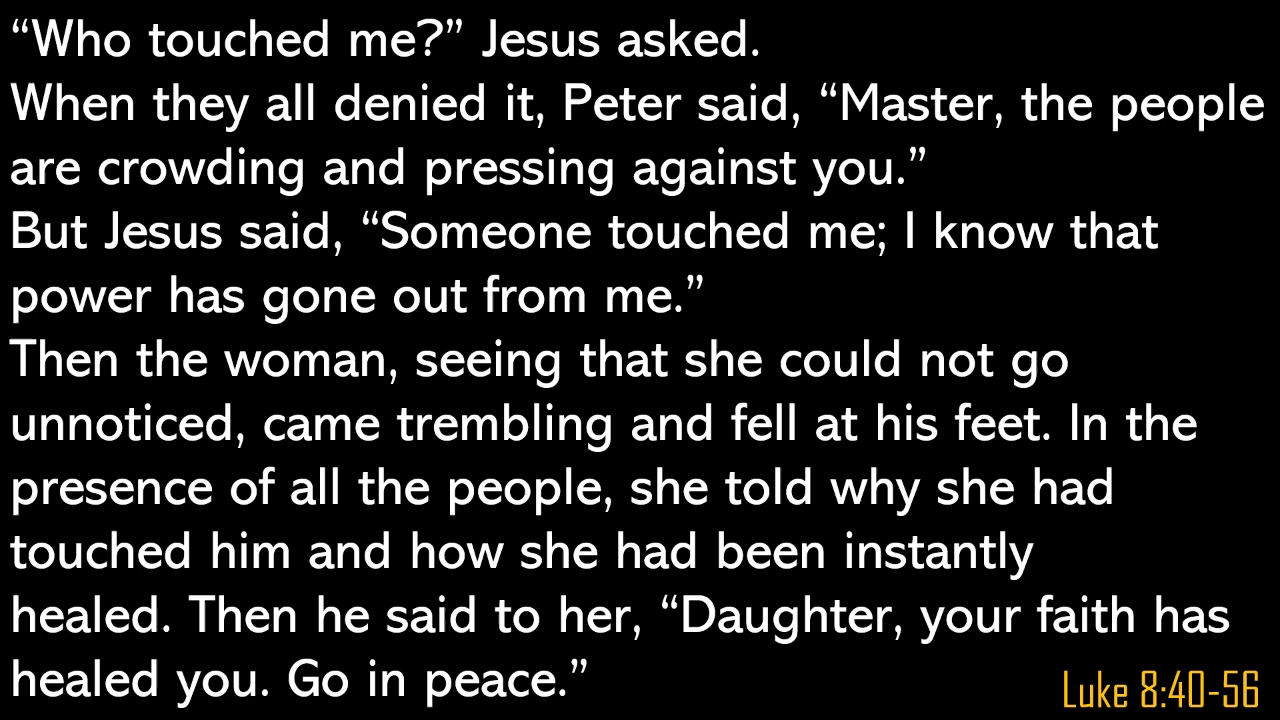 “Who touched me?” Jesus asked.
When they all denied it, Peter said, “Master, the people
are crowding and pressing against you.”
But Jesus said, “Someone touched me; I know that
power has gone out from me.”
Then the woman, seeing that she could not go
unnoticed, came trembling and fell at his feet. In the
presence of all the people, she told why she had
touched him and how she had been instantly
healed. Then he said to her, “Daughter, your faith has
healed you. Go in peace.”
Luke 8:40-56